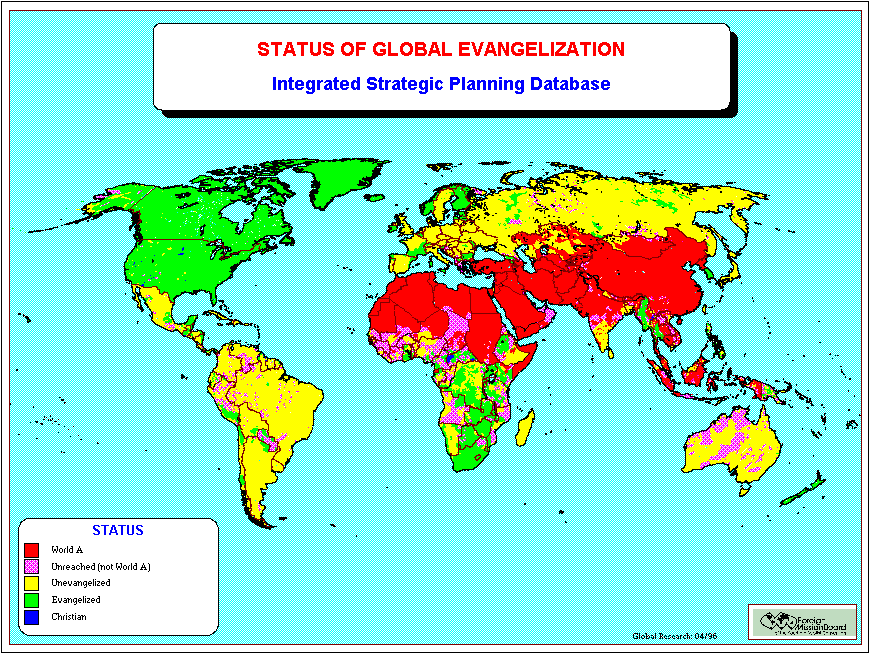 STATUS OF GLOBAL EVANGELIZATION
Integrated Strategic Planning Database
STATUS
World A
Unreached (not World A)
Unevangelized
Evangelized
Christian
Global Research: 04/96
Foreign
Mission Board